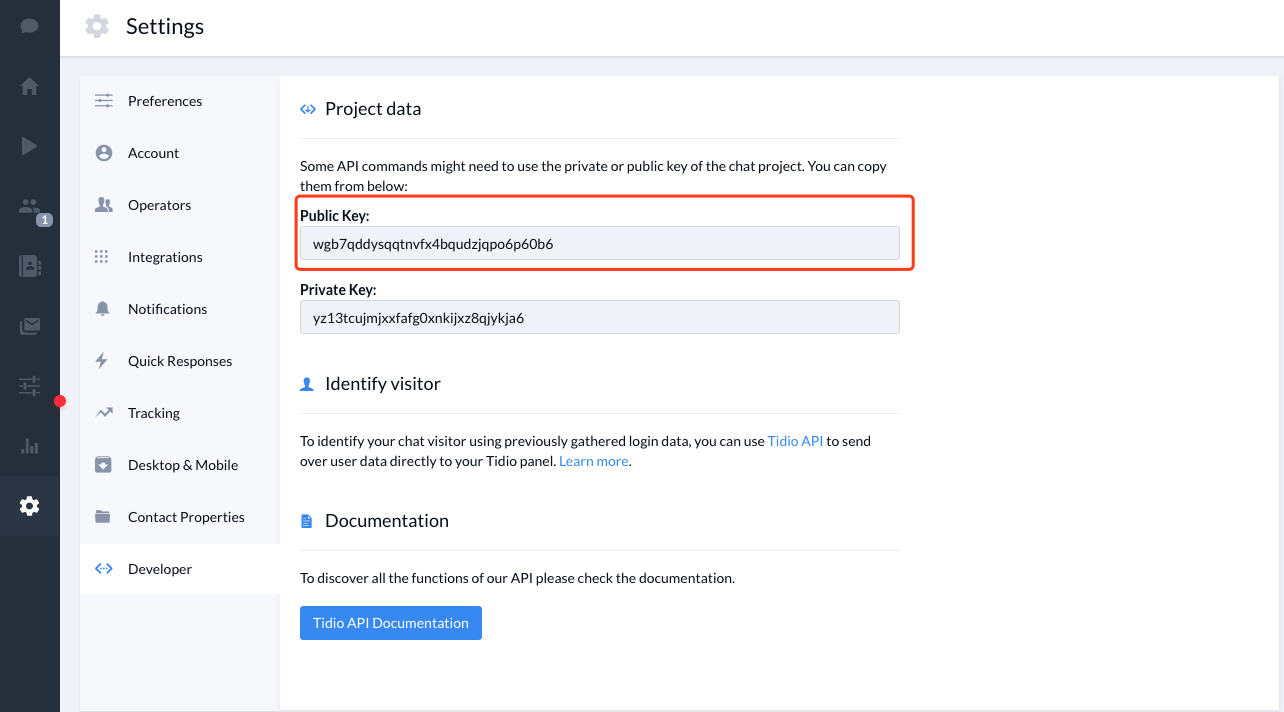 Settings
Preferences
Account
Operators
1
Integrations
Notifications
Quick Responses
Tracking
Desktop & Mobile
Contact Properties
Developer
Project data
Some API commands might need to use the private or public key of the chat project. You can copy
them from below:
Public Key:
wgb7qddysqqtnvfx4bqudzjqpo6p60b6
Private Key:
yz13tcujmjxxfafg0xnkijxz8qjykja6
Identify visitor
To identify your chat visitor using previously gathered login data, you can use Tidio API to send
over user data directly to your Tidio panel. Learn more.
Documentation
To discover all the functions of our API please check the documentation.
Tidio API Documentation